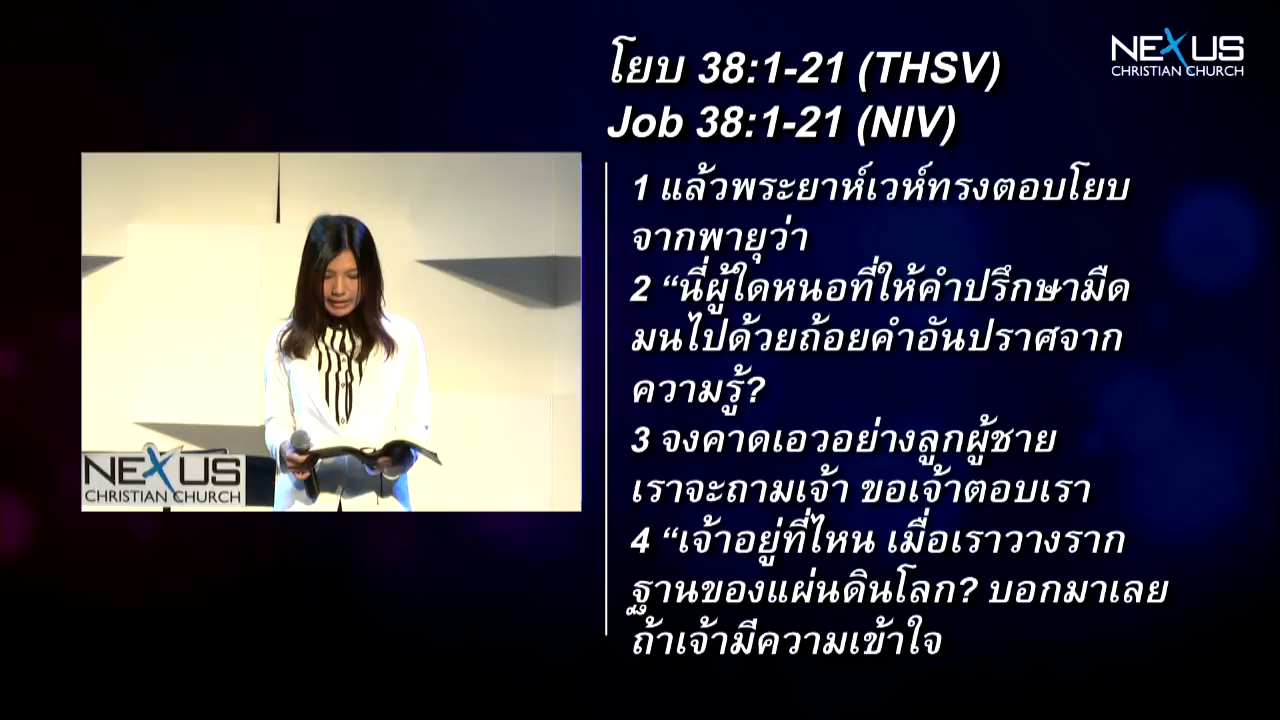 โยบ 38:1-21 (THSV)
Job 38:1-21 (NIV)
NEXUS
CHRISTIAN CHURCH
1 แล้วพระยาห์เวห์ทรงตอบโยบ
จากพายุว่า
2 “นี่ผู้ใดหนอที่ให้คำปรึกษามืด
มนไปด้วยถ้อยคำอันปราศจาก
ความรู้?
3 จงคาดเอวอย่างลูกผู้ชาย
เราจะถามเจ้า ขอเจ้าตอบเรา
4 “เจ้าอยู่ที่ไหน เมื่อเราวางราก
ฐานของแผ่นดินโลก? บอกมาเลย
ถ้าเจ้ามีความเข้าใจ
NEXUS
CHRISTIAN CHURCH